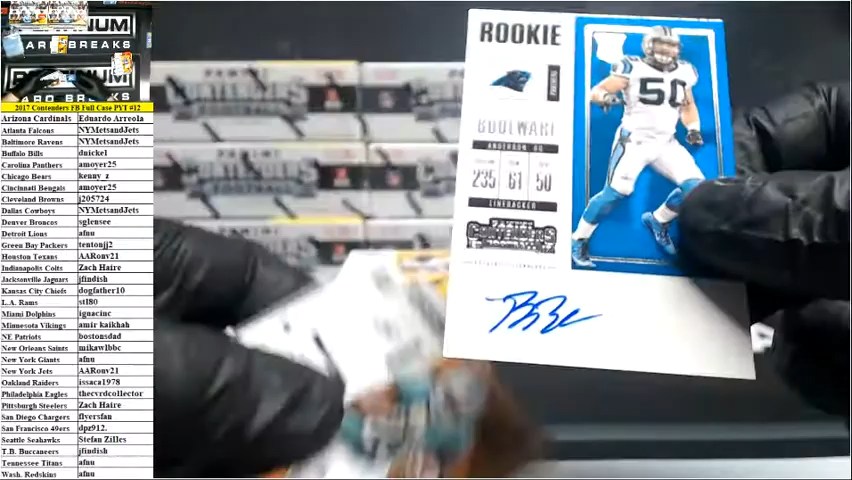 2017 Contenders FB Full Case PYT #12
Arizona Cardinals Eduardo Arreola
Atlanta Falcons NYMetsandJets
Baltimore Ravens NYMetsandJets
Buffalo Bills dnickel
Carolina Panthers amoyer25
Chicago Bears kenny_z
Cincinnati Bengals amoyer25
Cleveland Browns j205724
Dallas Cowboys NYMetsandJets
Denver Broncos sglensee
Detroit Lions afnu
Green Bay Packers tentonjj2
Houston Texans AARonv21
Indianapolis Colts Zach Haire
Jacksonville Jaguars jfindish
Kansas City Chiefs dogfather10
L.A. Rams stl80
Miami Dolphins ignacinc
Minnesota Vikings amir kaikhah
NE Patriots bostonsdad
New Orleans Saints mikawlbbc
New York Giants afnu
New York Jets AARonv21
Oakland Raiders issaca1978
Philadelphia Eagles thecvrdcollector
Pittsburgh Steelers Zach Haire
San Diego Chargers flyersfan
San Francisco 49ers dpz912.
Seattle Seahawks Stefan Zilles
T.B. Buccaneers jfindish
Tennessee Titans afnu
Wash. Redskins afnu
ROOKIE
BOULWARE
235 61 50
LINEBACKER
PANINI
CONTENDERS
50